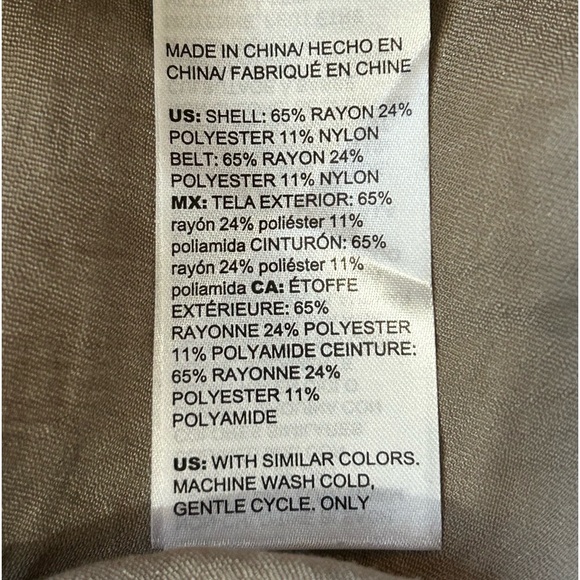 MADE IN CHINA/ HECHO EN
CHINA/ FABRIQUÉ EN CHINE
US: SHELL: 65% RAYON 24%
POLYESTER 11% NYLON
BELT: 65% RAYON 24%
POLYESTER 11% NYLON
MX: TELA EXTERIOR: 65%
rayón 24% poliéster 11%
poliamida CINTURÓN: 65%
rayón 24% poliéster 11%
poliamida CA: ÉTOFFE
EXTÉRIEURE: 65%
RAYONNE 24% POLYESTER
11% POLYAMIDE CEINTURE:
65% RAYONNE 24%
POLYESTER 11%
POLYAMIDE
US: WITH SIMILAR COLORS.
MACHINE WASH COLD,
GENTLE CYCLE. ONLY